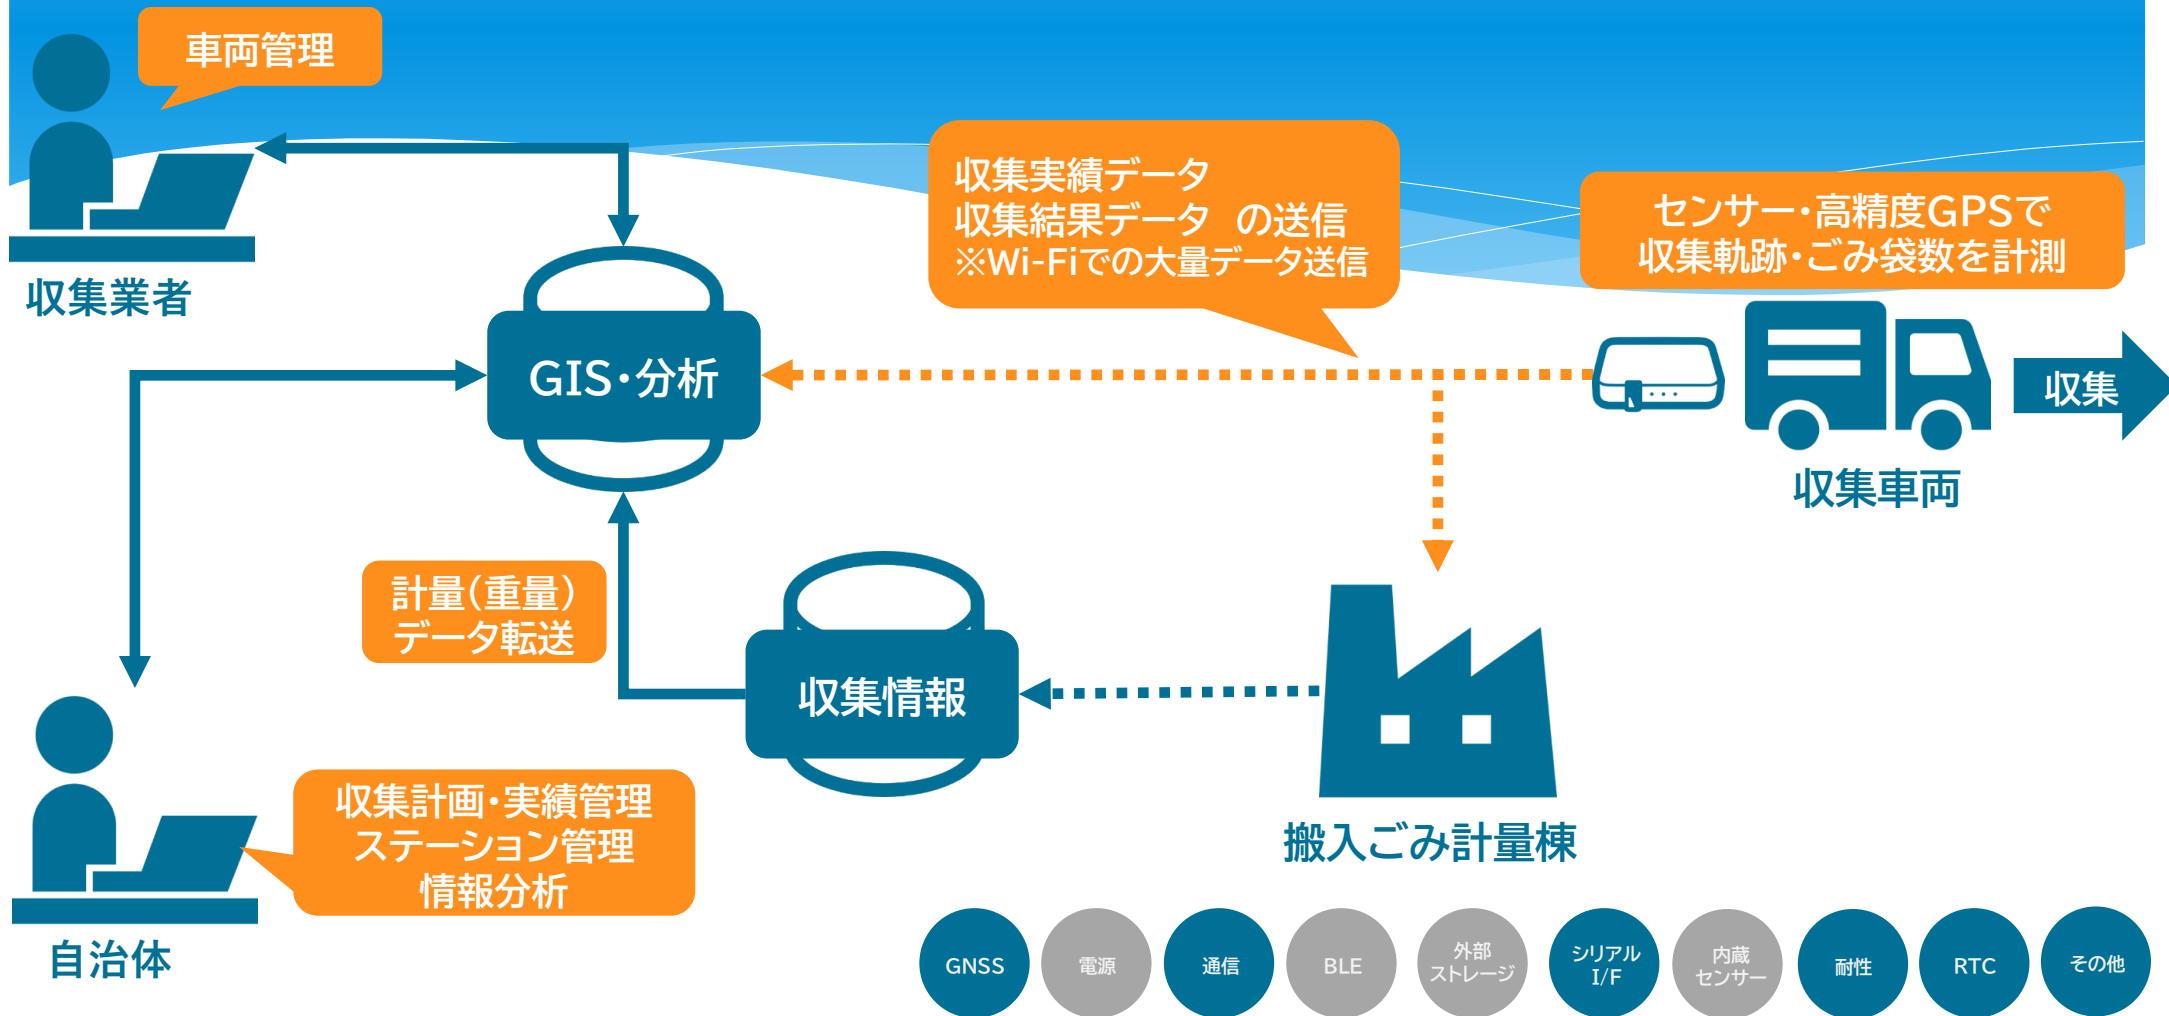 車両管理
収集業者
収集実績データ
収集結果データ　の送信
※Wi-Fiでの大量データ送信
センサー・高精度GPSで
収集軌跡・ごみ袋数を計測
GIS・分析
収集
収集車両
計量(重量)
データ転送
収集情報
搬入ごみ計量棟
収集計画・実績管理
ステーション管理
情報分析
自治体
GNSS
電源
通信
BLE
外部
ストレージ
シリアル
I/F
内蔵
センサー
耐性
RTC
その他